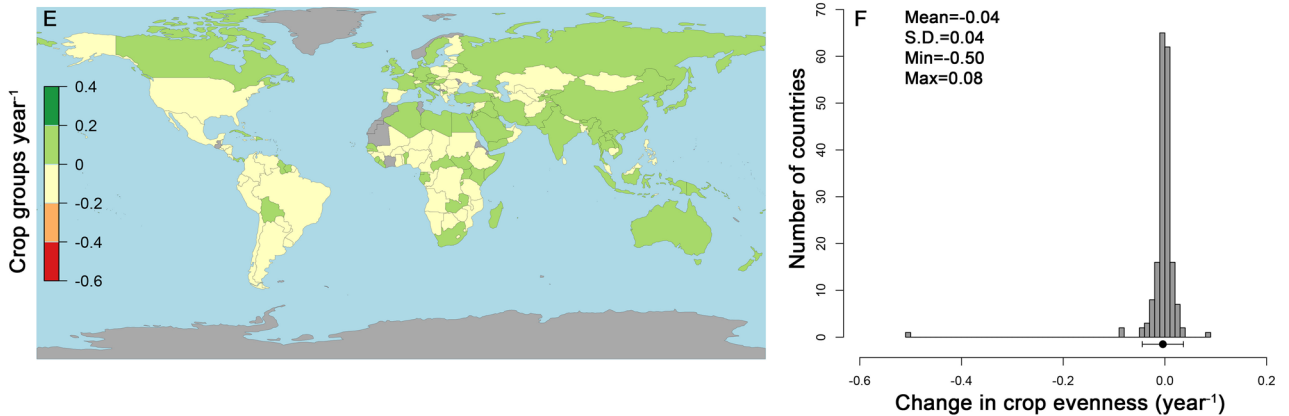 E
Crop groups year-1
0.4
0.2
0
-0.2
-0.4
-0.6
F
Mean=-0.04
S.D.=0.04
Min=-0.50
Max=0.08
Number of countries
70
60
50
40
30
20
10
0
-0.6 -0.4 -0.2 0.0 0.2
Change in crop evenness (year-1)